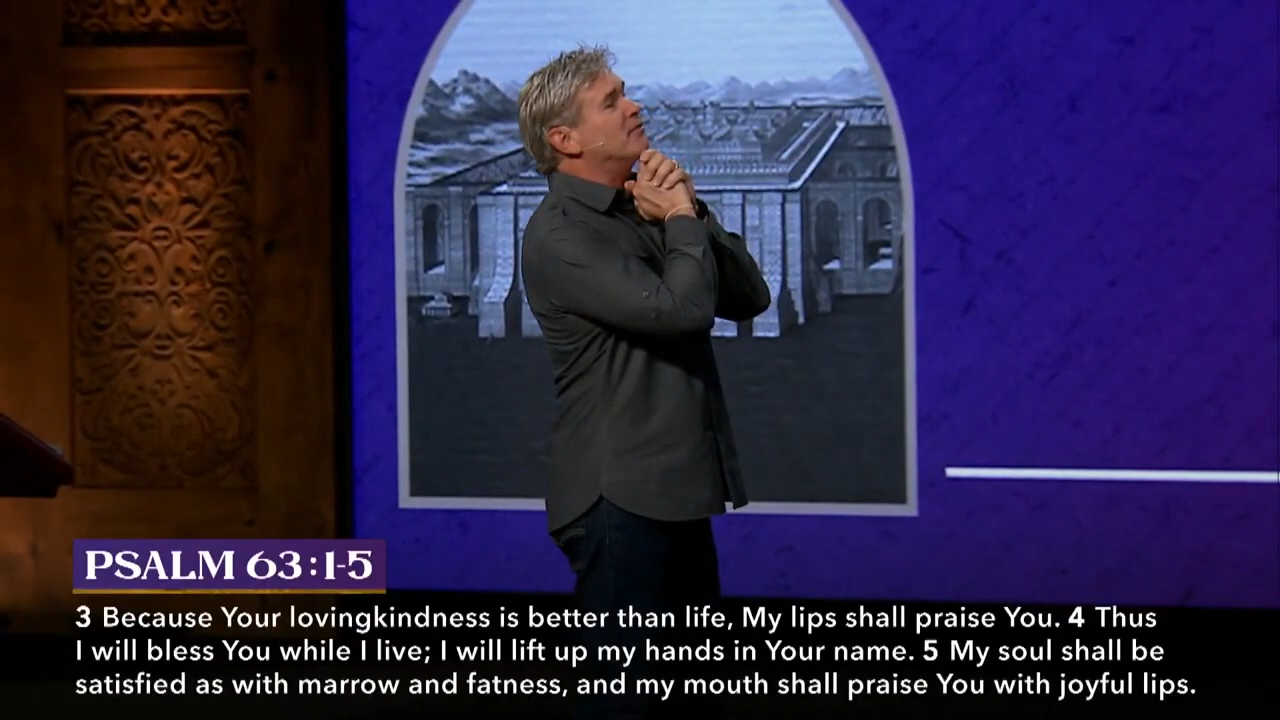 PSALM 63:1-5
3 Because Your lovingkindness is better than life, My lips shall praise You. 4 Thus
I will bless You while I live; I will lift up my hands in Your name. 5 My soul shall be
satisfied as with marrow and fatness, and my mouth shall praise You with joyful lips.